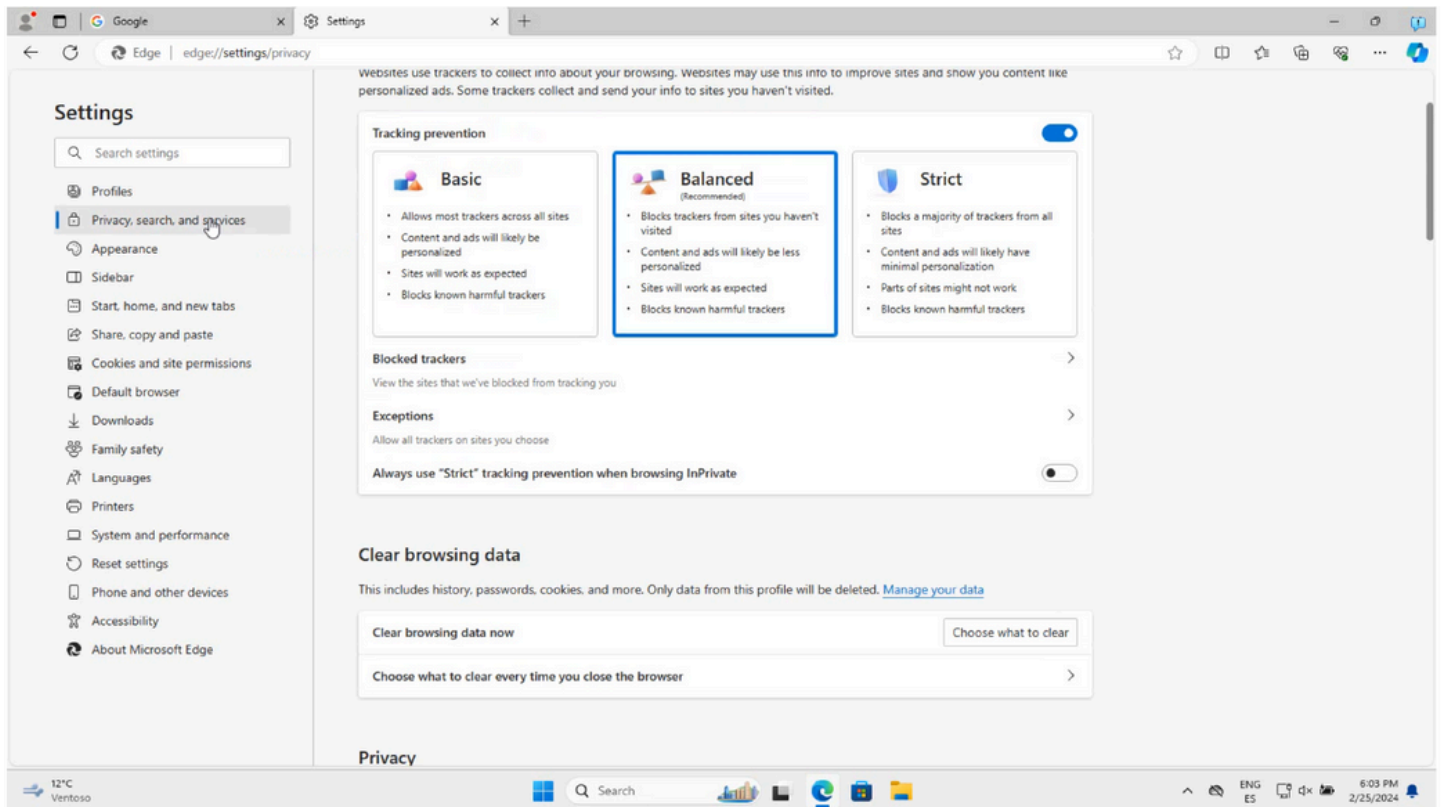 Google
Settings
Edge | edge://settings/privacy
Settings
Search settings
Profiles
Privacy, search, and services
Appearance
Sidebar
Start, home, and new tabs
Share, copy and paste
Cookies and site permissions
Default browser
Downloads
Family safety
Languages
Printers
System and performance
Reset settings
Phone and other devices
Accessibility
About Microsoft Edge
Websites use trackers to collect info about your browsing. Websites may use this info to improve sites and show you content like
personalized ads. Some trackers collect and send your info to sites you haven't visited.
Tracking prevention
Basic
• Allows most trackers across all sites
• Content and ads will likely be
personalized
• Sites will work as expected
• Blocks known harmful trackers
Balanced
(Recommended)
• Blocks trackers from sites you haven't
visited
• Content and ads will likely be less
personalized
• Sites will work as expected
• Blocks known harmful trackers
Strict
• Blocks a majority of trackers from all
sites
• Content and ads will likely have
minimal personalization
• Parts of sites might not work
• Blocks known harmful trackers
Blocked trackers
View the sites that we've blocked from tracking you
Exceptions
Allow all trackers on sites you choose
Always use "Strict" tracking prevention when browsing InPrivate
Clear browsing data
This includes history, passwords, cookies, and more. Only data from this profile will be deleted. Manage your data
Clear browsing data now
Choose what to clear
Choose what to clear every time you close the browser
Privacy
12°C
Ventoso
Search
ENG
ES
6:03 PM
2/25/2024